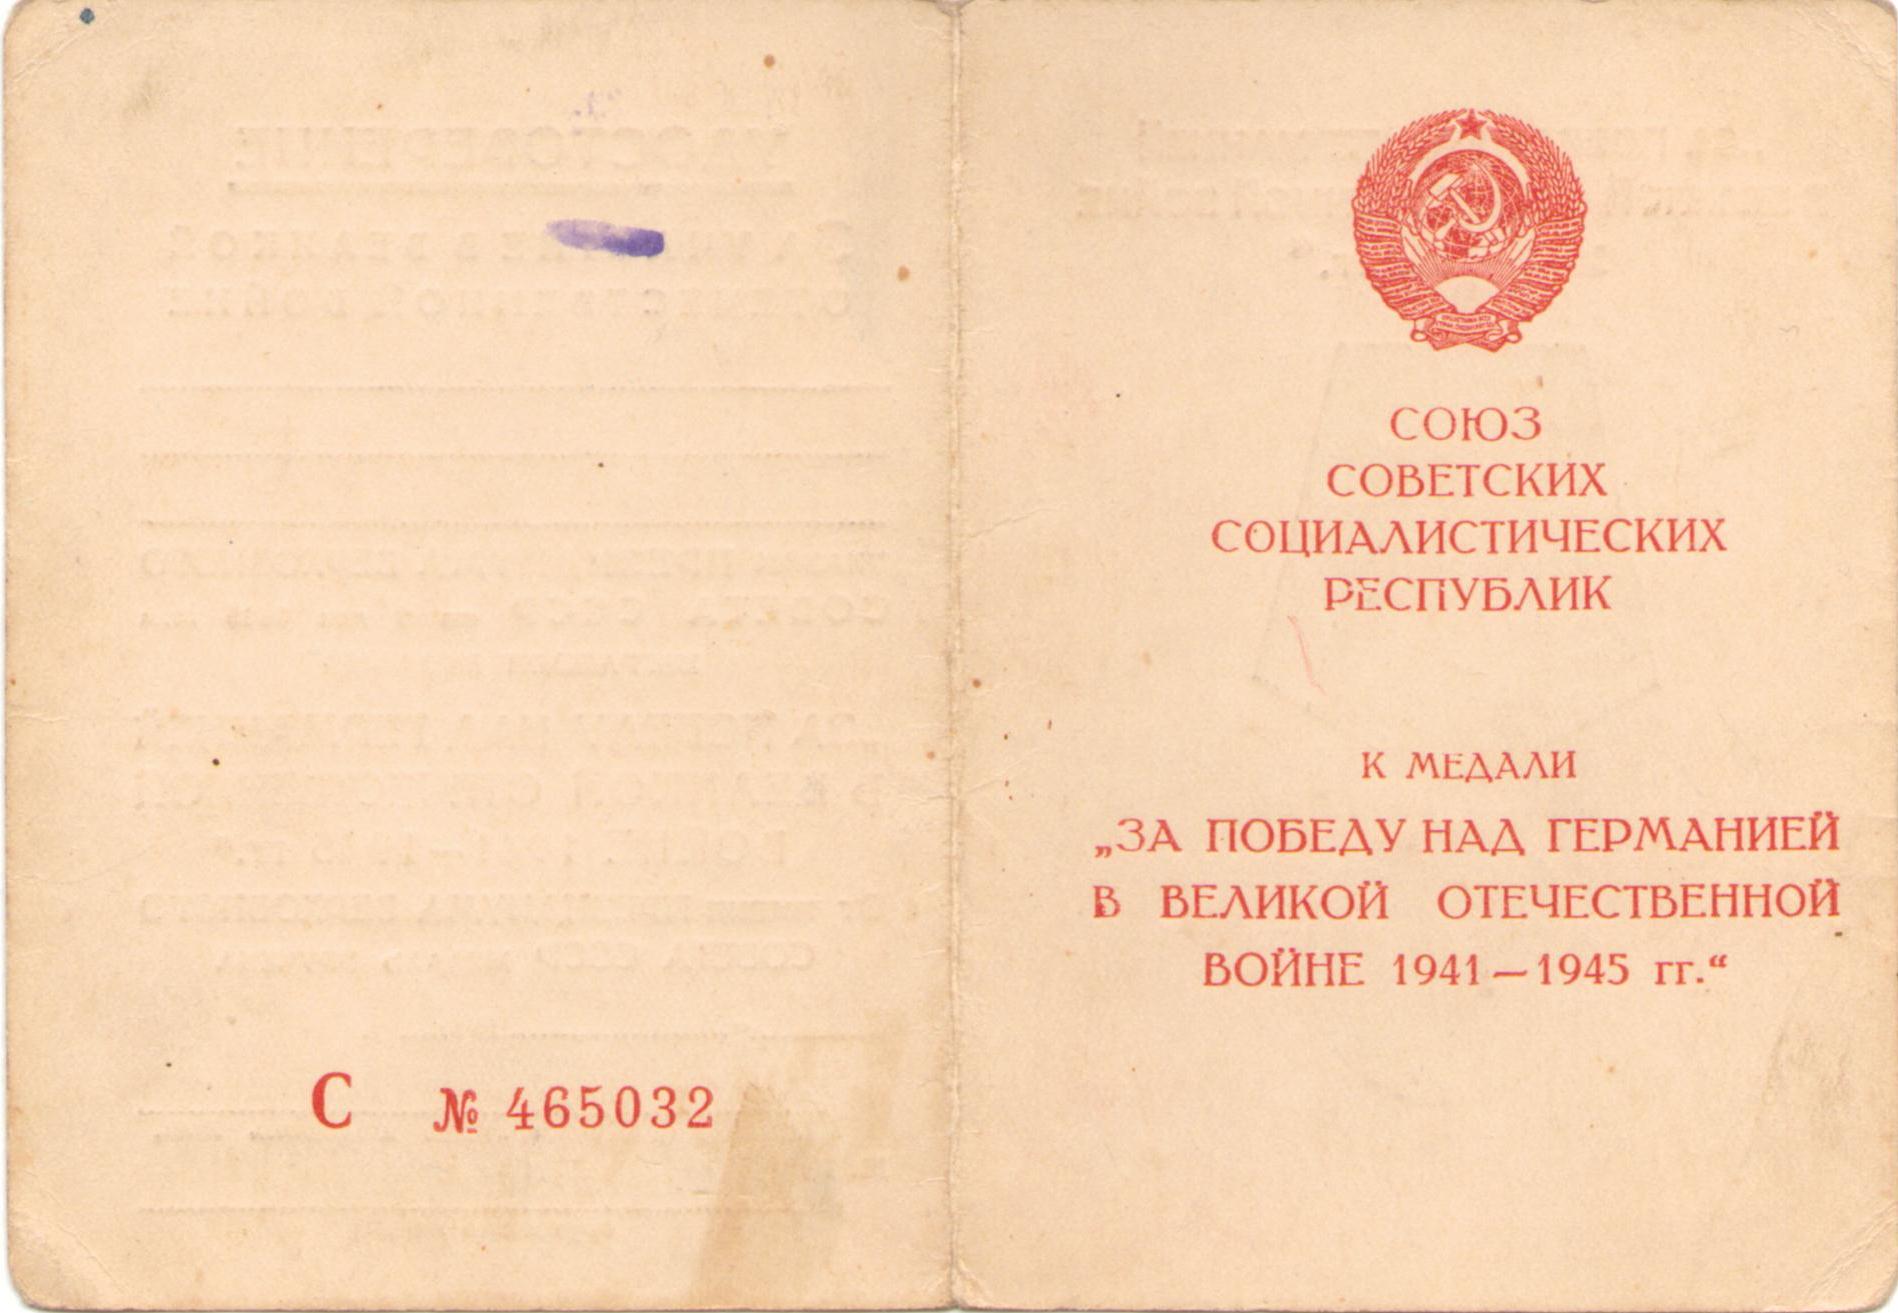 С № 465032
СОЮЗ
СОВЕТСКИХ
СОЦИАЛИСТИЧЕСКИХ
РЕСПУБЛИК
К МЕДАЛИ
„ЗА ПОБЕДУ НАД ГЕРМАНИЕЙ
В ВЕЛИКОЙ ОТЕЧЕСТВЕННОЙ
ВОЙНЕ 1941—1945 гг.“